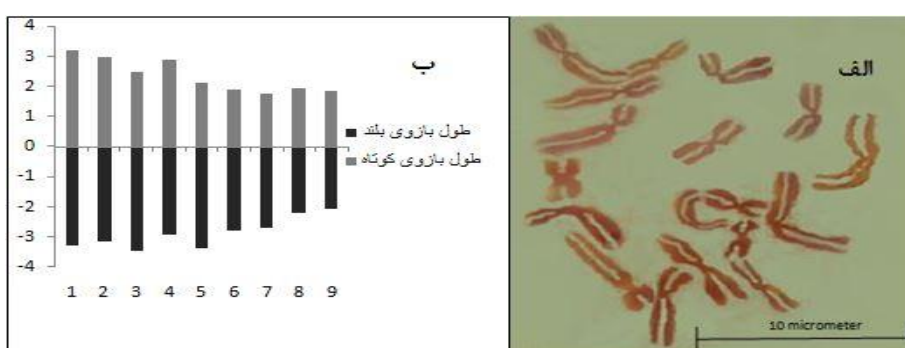 4
3
2
1
0
-1
-2
-3
-4
1 2 3 4 5 6 7 8 9
ب
طول بازوی بلند
طول بازوی کوتاه
الف
10 micrometer